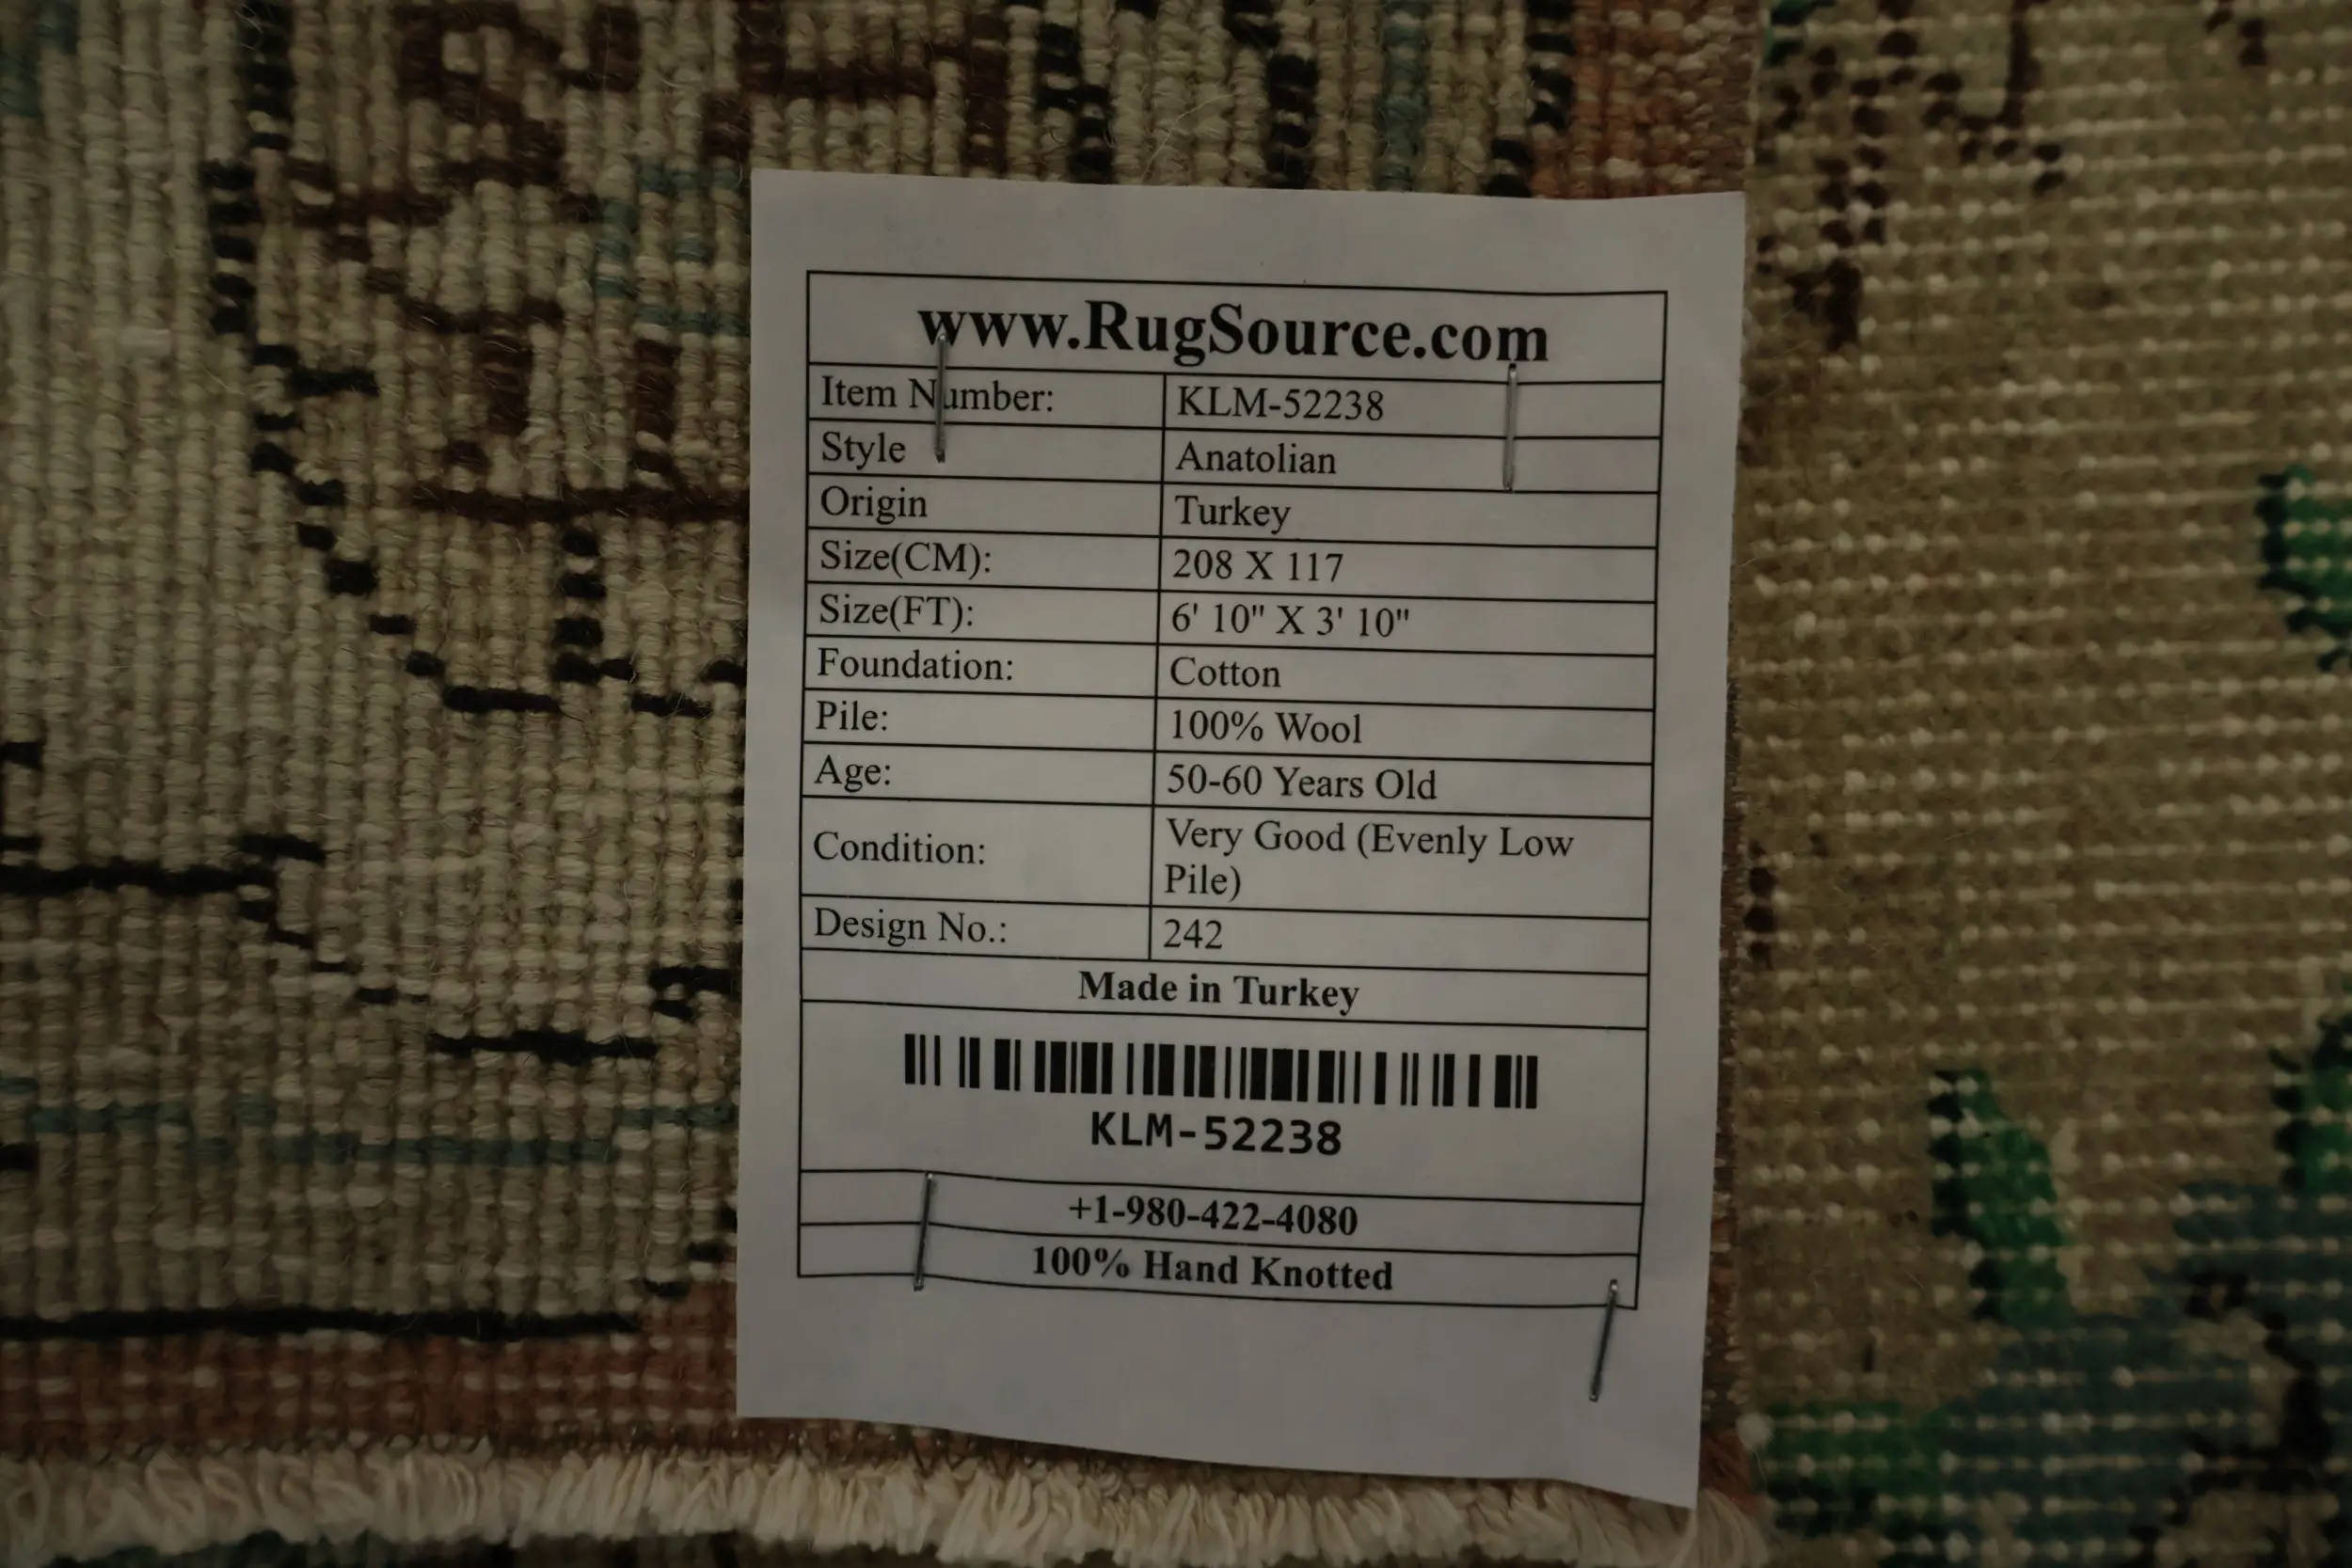 www.RugSource.com
Item Number: KLM-52238
Style Anatolian
Origin Turkey
Size(CM): 208 X 117
Size(FT): 6' 10" X 3' 10"
Foundation: Cotton
Pile: 100% Wool
Age: 50-60 Years Old
Condition: Very Good (Evenly Low
Pile)
Design No.: 242
Made in Turkey
KLM-52238
+1-980-422-4080
100% Hand Knotted